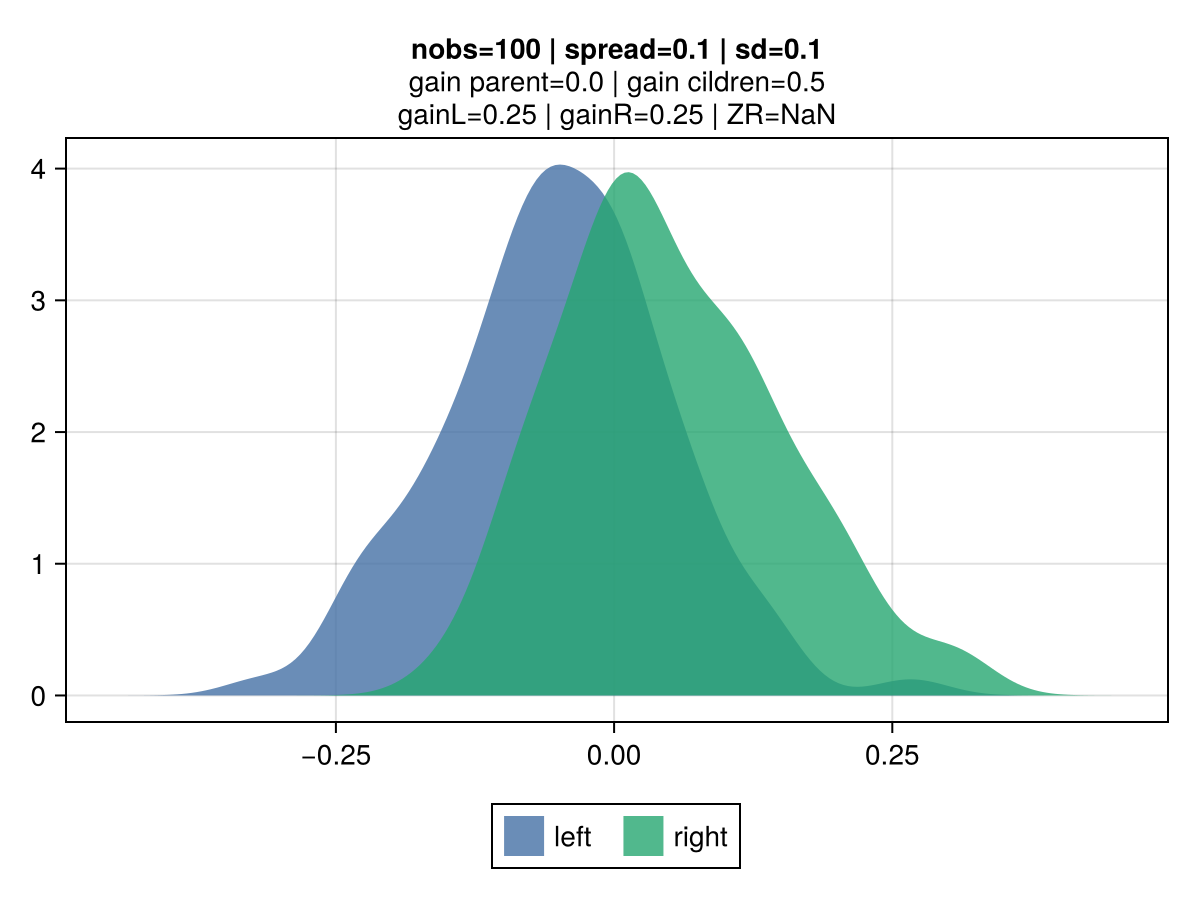 nobs=100 | spread=0.1 | sd=0.1
gain parent=0.0 | gain cildren=0.5
gainL=0.25 | gainR=0.25 | ZR=NaN
4
3
2
1
0
−0.25 0.00 0.25
left right